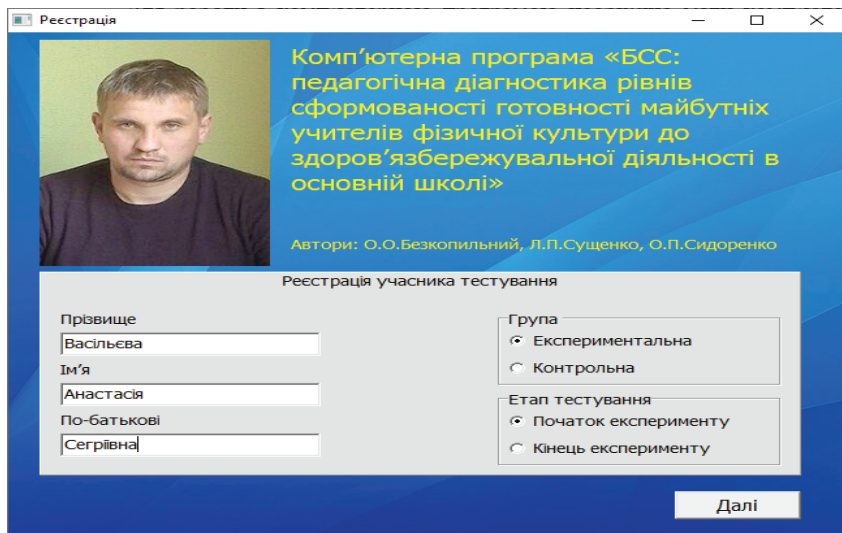 Реєстрація
Комп'ютерна програма «БСС:
педагогічна діагностика рівнів
сформованості готовності майбутніх
учителів фізичної культури до
здоров'язбережувальної діяльності в
основній школі»
Автори: О.О.Безкопильний, Л.П.Сущенко, О.П.Сидоренко
Реєстрація учасника тестування
Прізвище
Васільєва
Ім'я
Анастасія
По-батькові
Сегріївна
Група
Експериментальна
Контрольна
Етап тестування
Початок експерименту
Кінець експерименту
Далі